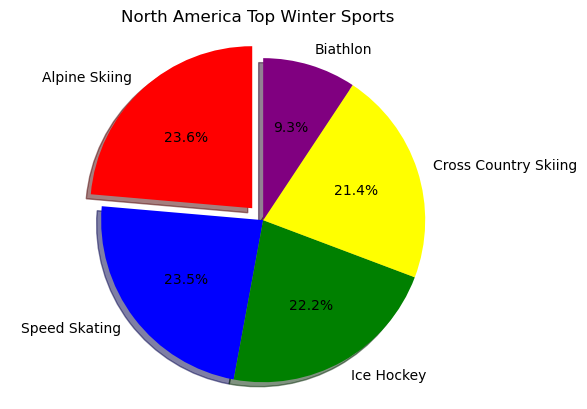 North America Top Winter Sports
Biathlon
Alpine Skiing
9.3%
23.6%
Cross Country Skiing
21.4%
23.5%
22.2%
Speed Skating
Ice Hockey